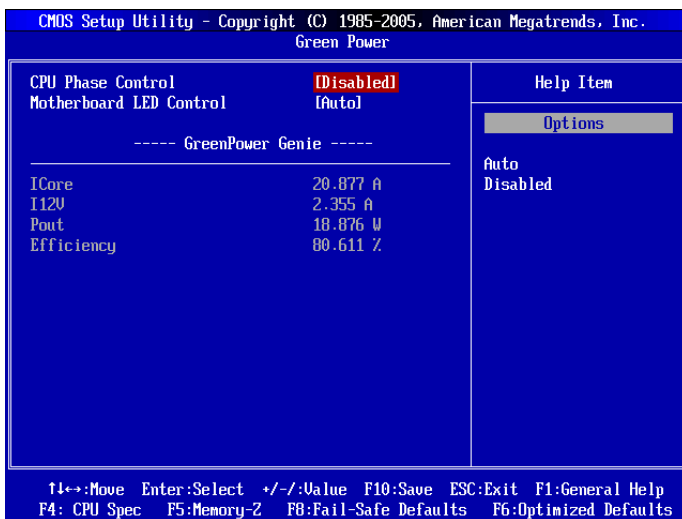 CMOS Setup Utility - Copyright (C) 1985-2005, American Megatrends, Inc.
Green Power
CPU Phase Control [Disabled]
Motherboard LED Control [Auto]
----- GreenPower Genie -----
ICore 20.877 A
I12V 2.355 A
Pout 18.876 W
Efficiency 80.611 %
Help Item
Options
Auto
Disabled
↑↓←→:Move Enter:Select +/-/:Value F10:Save ESC:Exit F1:General Help
F4: CPU Spec F5:Memory-Z F8:Fail-Safe Defaults F6:Optimized Defaults